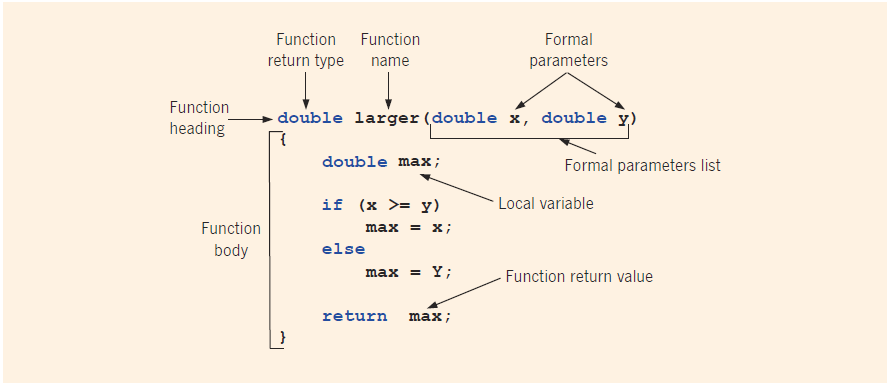 Function return type
Function name
Formal parameters
Function heading
double larger(double x, double y)
{
Formal parameters list
double max;
Local variable
if (x >= y)
max = x;
Function body
else
max = Y;
Function return value
return max;
}